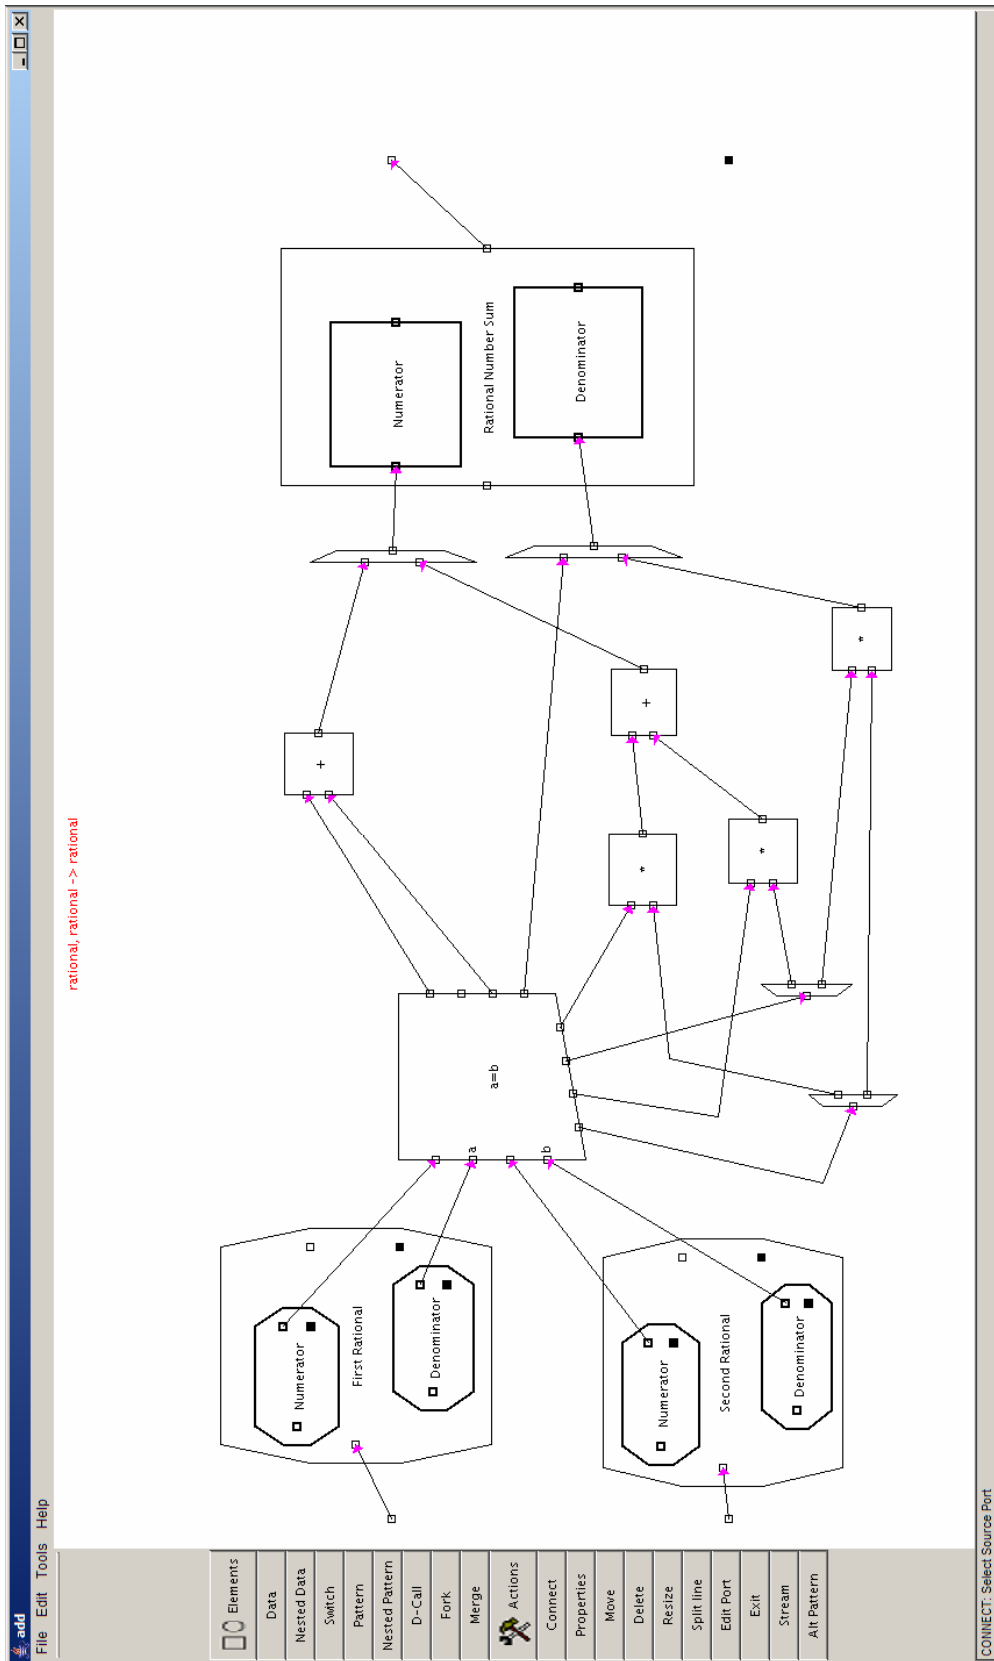 add
File Edit Tools Help
Elements
Data
Nested Data
Switch
Pattern
Nested Pattern
D-Call
Fork
Merge
Actions
Connect
Properties
Move
Delete
Resize
Split line
Edit Port
Exit
Stream
Alt Pattern
rational, rational -> rational
Numerator
First Rational
Denominator
Numerator
Second Rational
Denominator
a
b
a=b
+
*
*
+
*
Numerator
Rational Number Sum
Denominator
CONNECT: Select Source Port